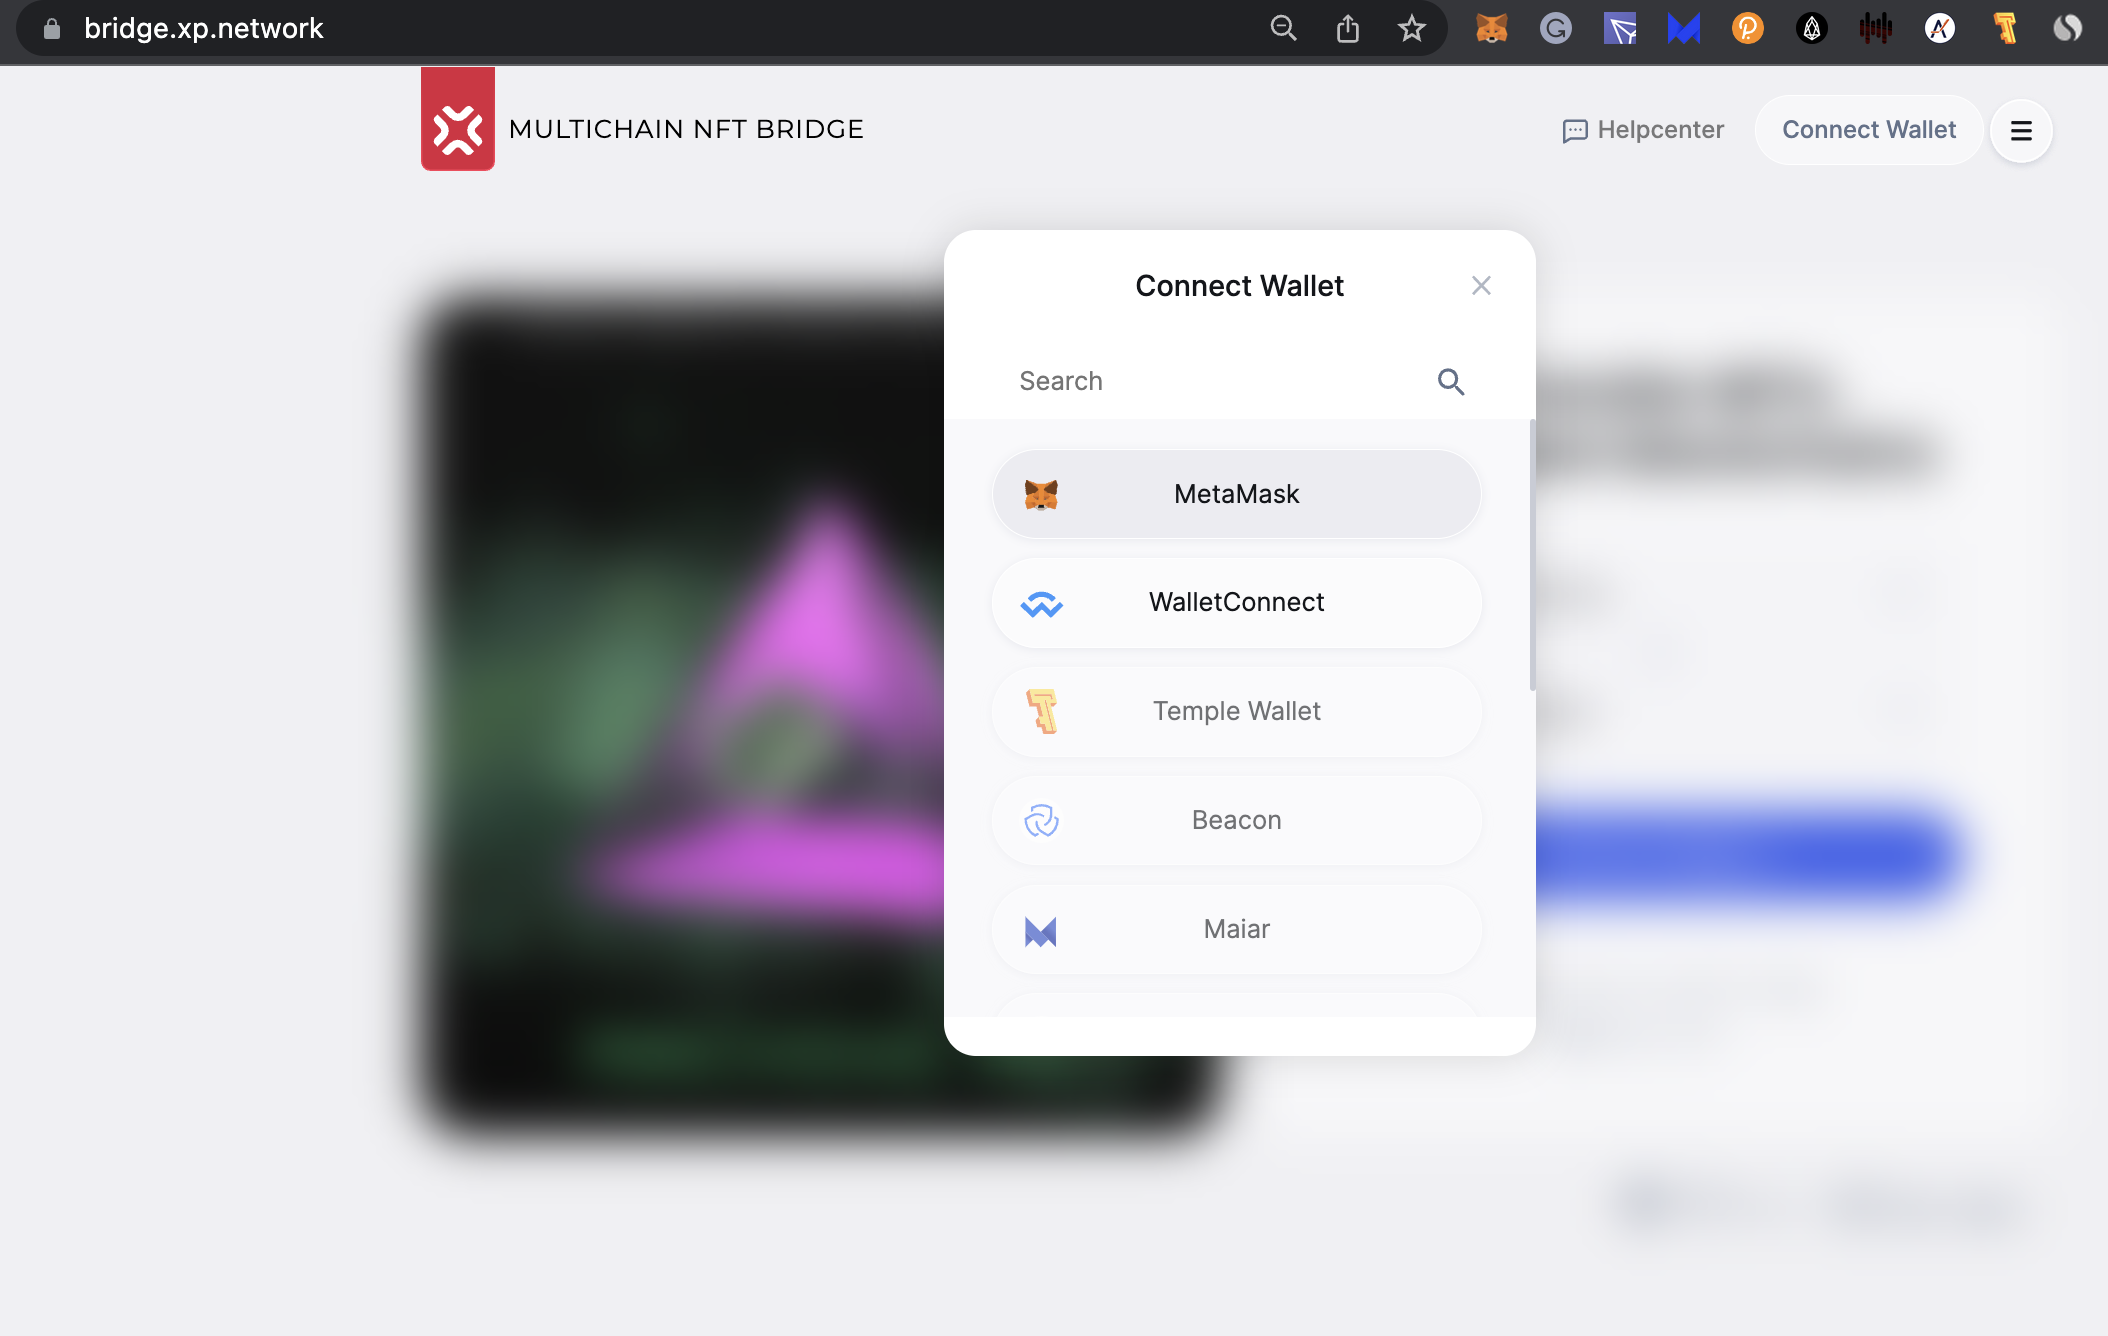 bridge.xp.network
MULTICHAIN NFT BRIDGE
Helpcenter
Connect Wallet
Connect Wallet
Search
MetaMask
WalletConnect
Temple Wallet
Beacon
Maiar